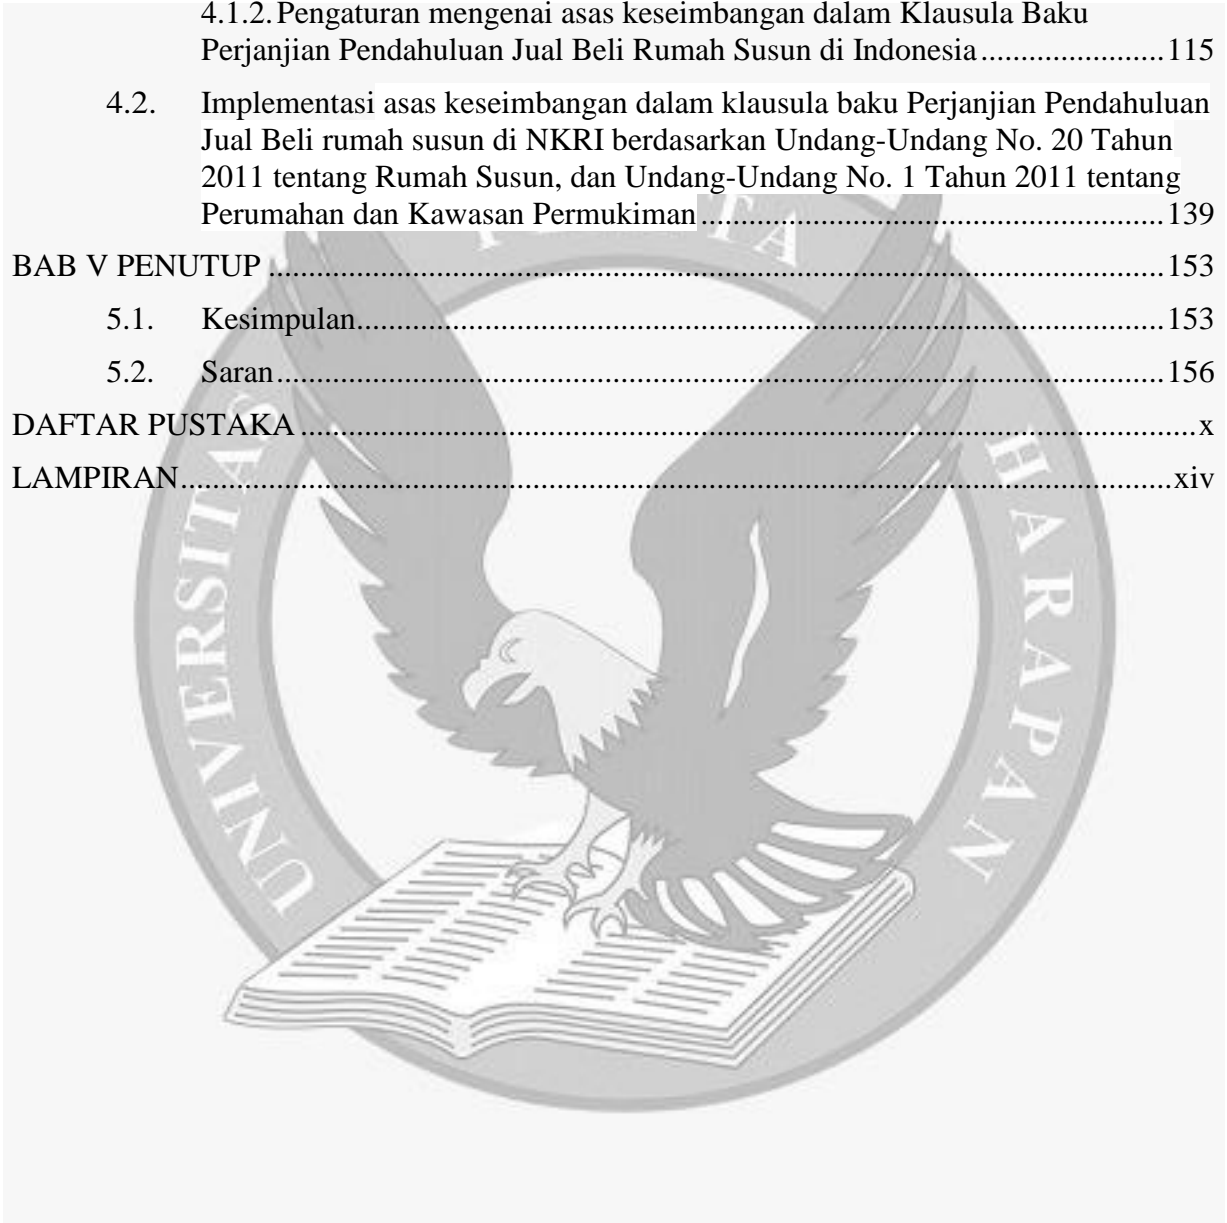 4.1.2. Pengaturan mengenai asas keseimbangan dalam Klausula Baku
Perjanjian Pendahuluan Jual Beli Rumah Susun di Indonesia ....................... 115
4.2. Implementasi asas keseimbangan dalam klausula baku Perjanjian Pendahuluan
Jual Beli rumah susun di NKRI berdasarkan Undang-Undang No. 20 Tahun
2011 tentang Rumah Susun, dan Undang-Undang No. 1 Tahun 2011 tentang
Perumahan dan Kawasan Permukiman ....................... 139
BAB V PENUTUP ....................... 153
5.1. Kesimpulan ....................... 153
5.2. Saran ....................... 156
DAFTAR PUSTAKA ....................... x
LAMPIRAN ....................... xiv
UNIVERSITAS
HARAPAN